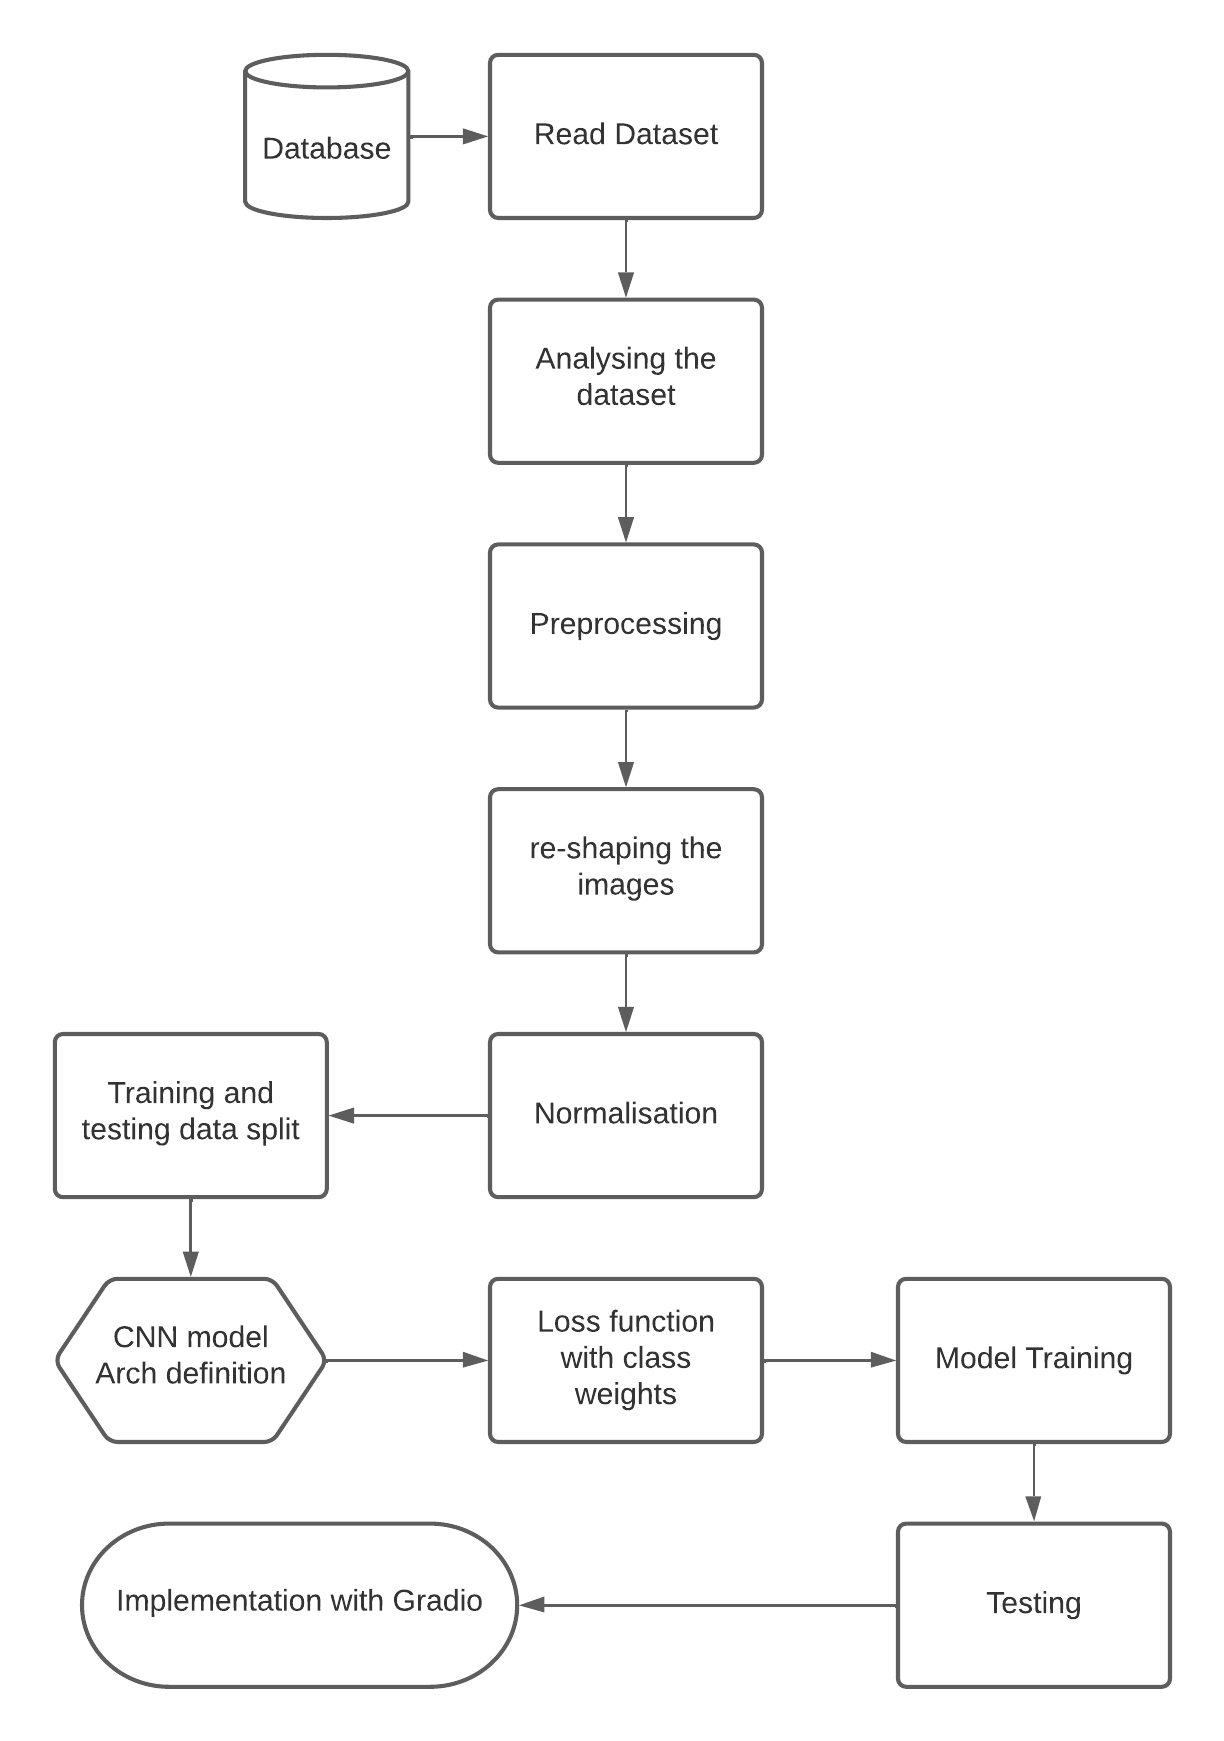 Database
Read Dataset
Analysing the
dataset
Preprocessing
re-shaping the
images
Normalisation
Training and
testing data split
CNN model
Arch definition
Loss function
with class
weights
Model Training
Testing
Implementation with Gradio